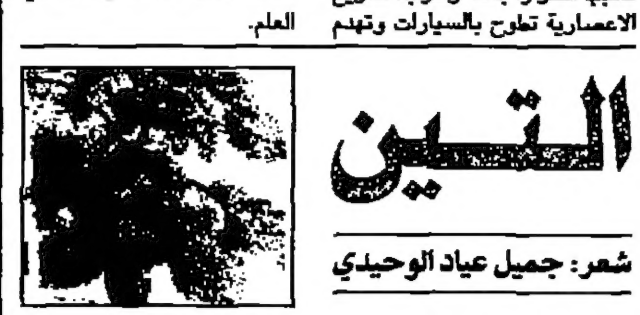 الاعصارية تطوح بالسيارات وتهدم
العلم.
التين
شعر: جميل عياد الوحيدي